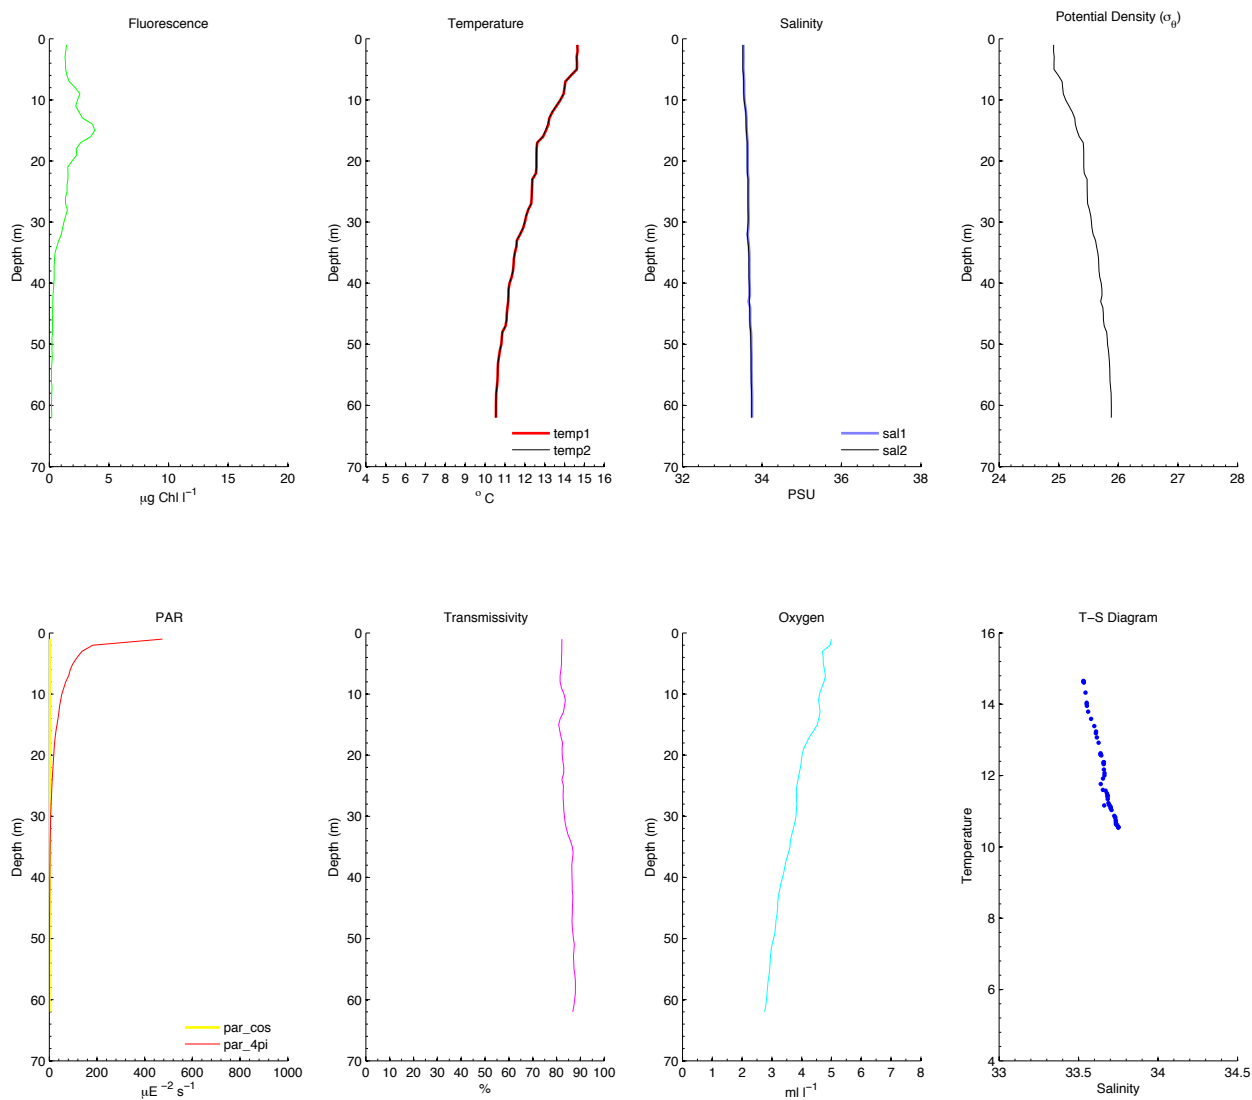 Fluorescence
0
10
20
30
40
50
60
70
Depth (m)
0 5 10 15 20
μg Chl l⁻¹
Temperature
0
10
20
30
40
50
60
70
Depth (m)
temp1
temp2
4 5 6 7 8 9 10 11 12 13 14 15 16
° C
Salinity
0
10
20
30
40
50
60
70
Depth (m)
sal1
sal2
32 34 36 38
PSU
Potential Density (σθ)
0
10
20
30
40
50
60
70
Depth (m)
24 25 26 27 28
PAR
0
10
20
30
40
50
60
70
Depth (m)
par_cos
par_4pi
0 200 400 600 800 1000
μE ⁻² s⁻¹
Transmissivity
0
10
20
30
40
50
60
70
Depth (m)
0 10 20 30 40 50 60 70 80 90 100
%
Oxygen
0
10
20
30
40
50
60
70
Depth (m)
0 1 2 3 4 5 6 7 8
ml l⁻¹
T−S Diagram
16
14
12
10
8
6
4
Temperature
33 33.5 34 34.5
Salinity